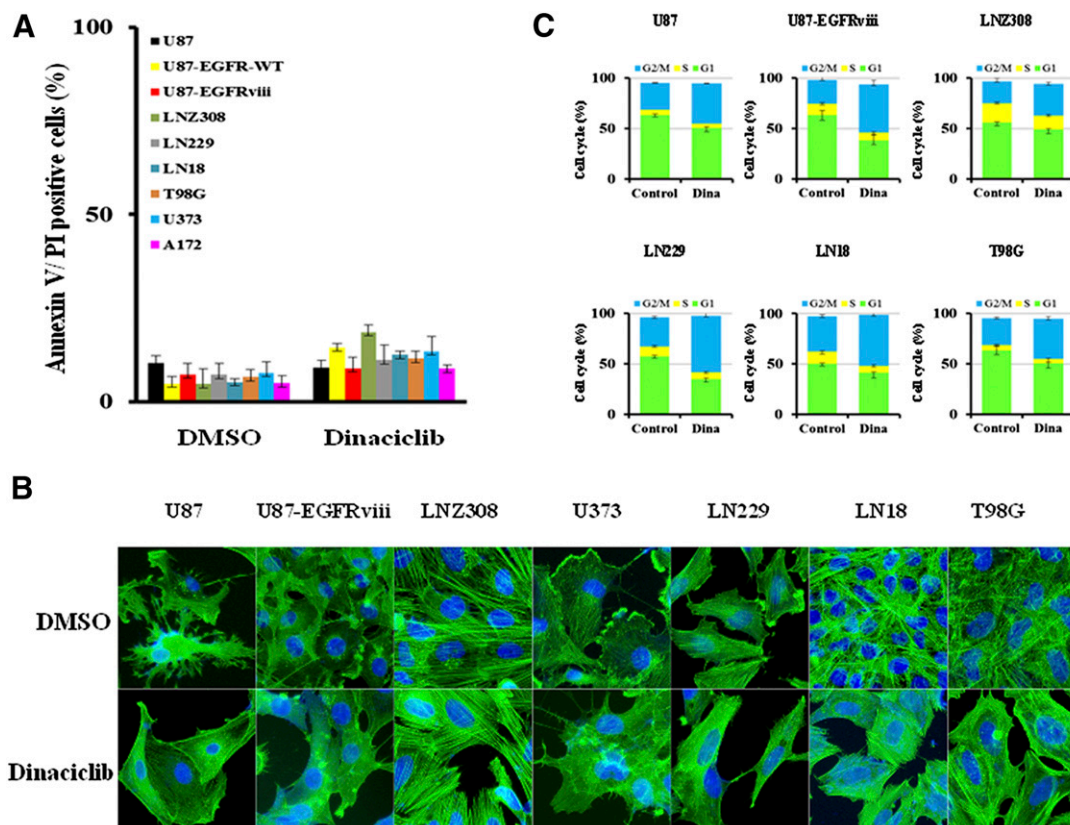 A
100
50
0
Annexin V/ PI positive cells (%)
U87
U87-EGFR-WT
U87-EGFRviii
LNZ308
LN229
LN18
T98G
U373
A172
DMSO
Dinaciclib
C
U87
G2/M S G1
100
50
0
Cell cycle (%)
Control Dina
U87-EGFRviii
G2/M S G1
100
50
0
Cell cycle (%)
Control Dina
LNZ308
G2/M S G1
100
50
0
Cell cycle (%)
Control Dina
LN229
G2/M S G1
100
50
0
Cell cycle (%)
Control Dina
LN18
G2/M S G1
100
50
0
Cell cycle (%)
Control Dina
T98G
G2/M S G1
100
50
0
Cell cycle (%)
Control Dina
B
U87 U87-EGFRviii LNZ308 U373 LN229 LN18 T98G
DMSO
Dinaciclib